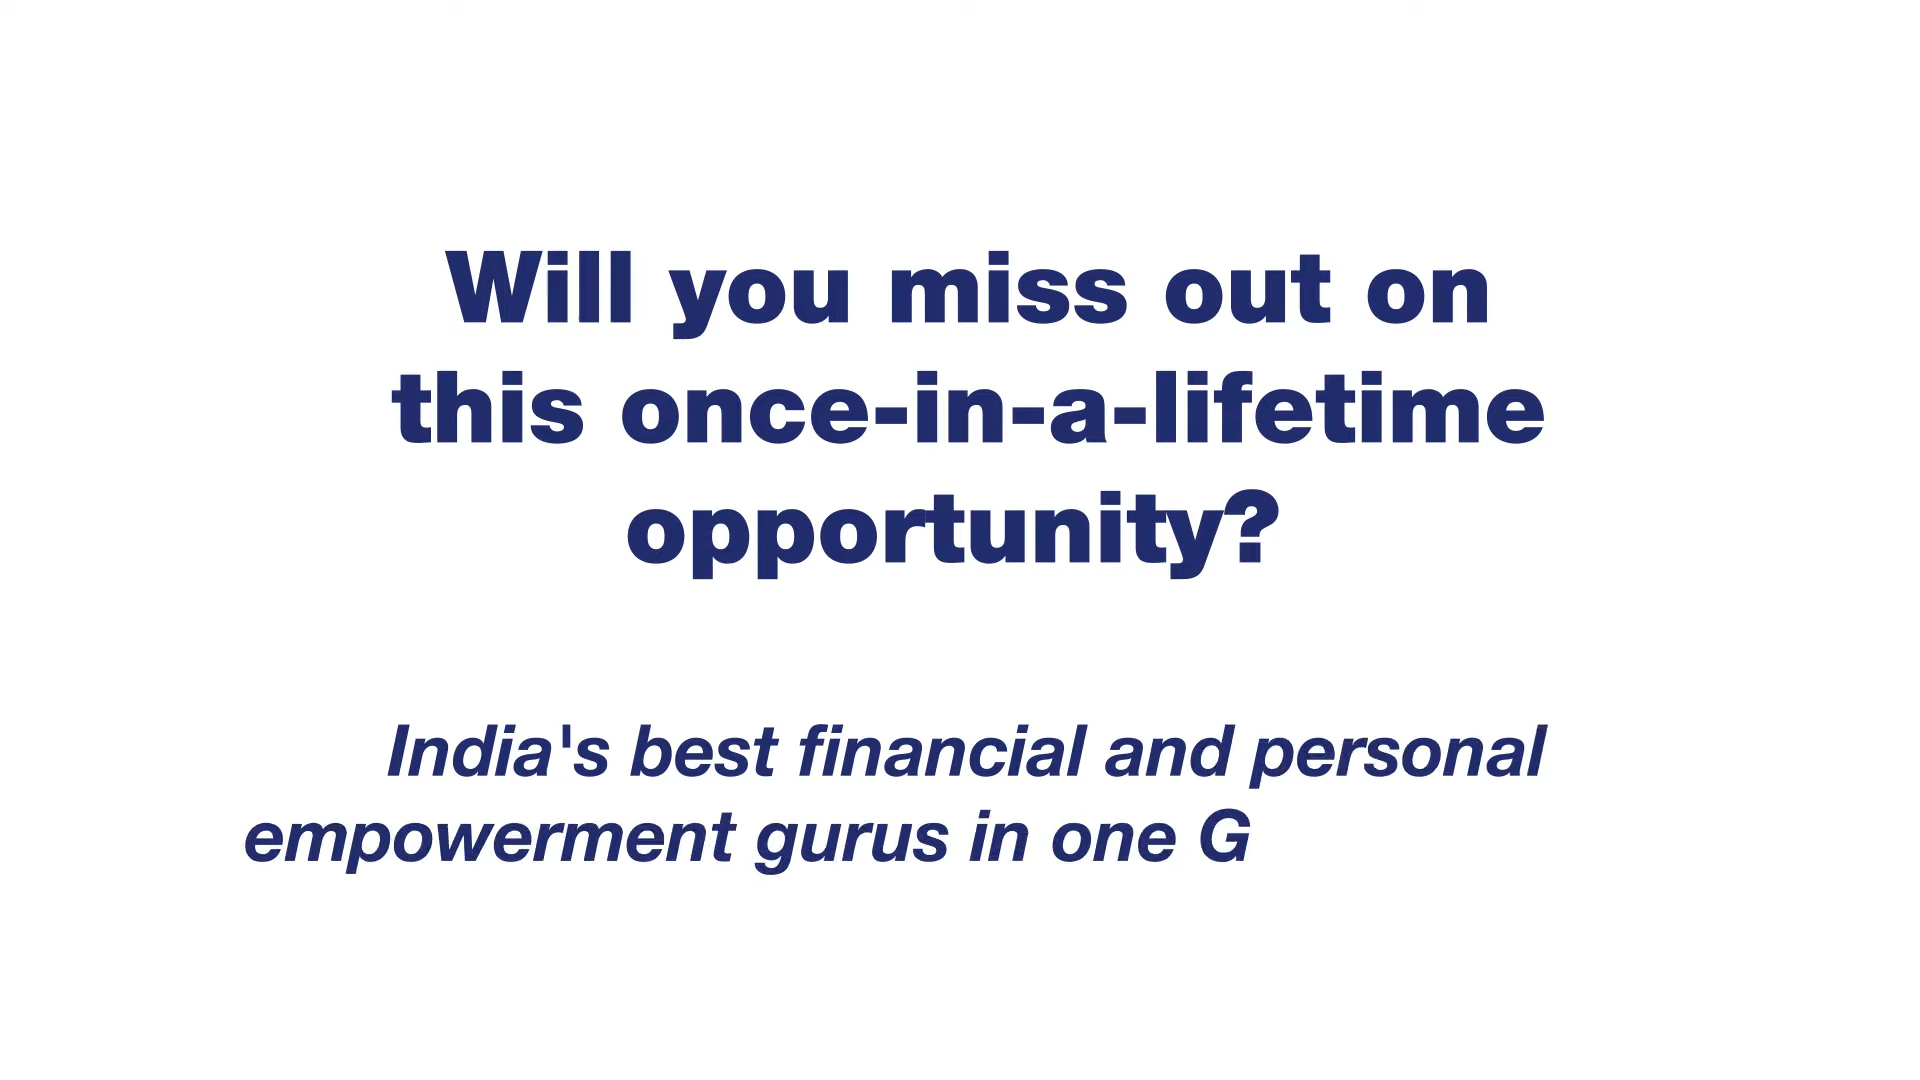 Will you miss out on
this once-in-a-lifetime
opportunity?
India's best financial and personal
empowerment gurus in one G